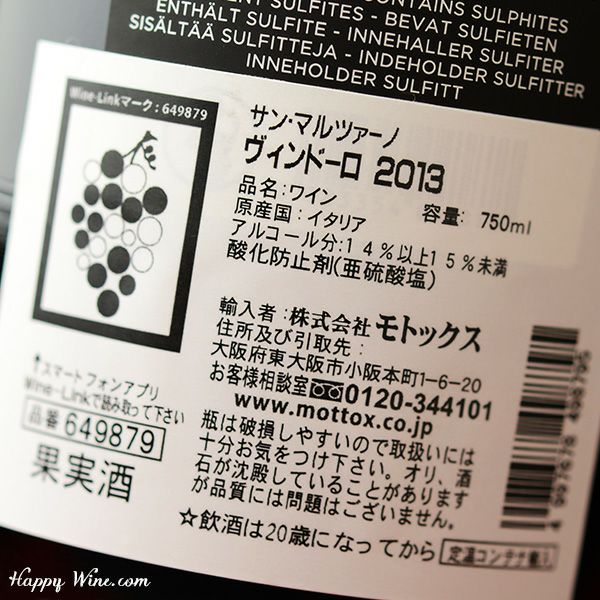 CONTAINS SULPHITES
SULFITES - BEVAT SULFIETEN
ENTHÄLT SULFITE - INNEHALLER SULFITER
SISÄLTÄÄ SULFITTEJA - INDEHOLDER SULFITTER
INNEHOLDER SULFITT
Wine-Linkマーク:649879
サン・マルツァーノ
ヴィンドーロ 2013
品名:ワイン
容量: 750ml
原産国:イタリア
アルコール分:14%以上15%未満
酸化防止剤(亜硫酸塩)
輸入者:株式会社 モトックス
住所及び引取先:
大阪府東大阪市小阪本町1-6-20
お客様相談室 0120-344101
www.mottox.co.jp
↑スマートフォンアプリ
Wine-Linkで読み取って下さい
品番 649879
果実酒
瓶は破損しやすいので取扱いには
十分お気をつけ下さい。オリ、酒
石が沈殿していることがあります
が品質には問題はございません。
☆飲酒は20歳になってから
定温コンテナ輸入
Happy Wine.com